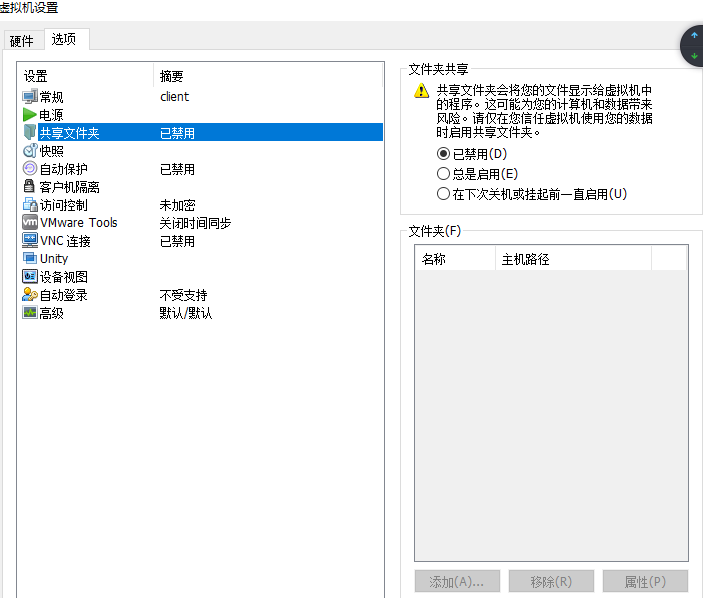 虚拟机设置
硬件 选项
设置 摘要
常规 client
电源
共享文件夹 已禁用
快照
自动保护 已禁用
客户机隔离
访问控制 未加密
VMware Tools 关闭时间同步
VNC 连接 已禁用
Unity
设备视图
自动登录 不受支持
高级 默认/默认
文件夹共享
共享文件夹会将您的文件显示给虚拟机中
的程序。这可能为您的计算机和数据带来
风险。请仅在您信任虚拟机使用您的数据
时启用共享文件夹。
已禁用(D)
总是启用(E)
在下次关机或挂起前一直启用(U)
文件夹(F)
名称 主机路径
添加(A)... 移除(R) 属性(P)